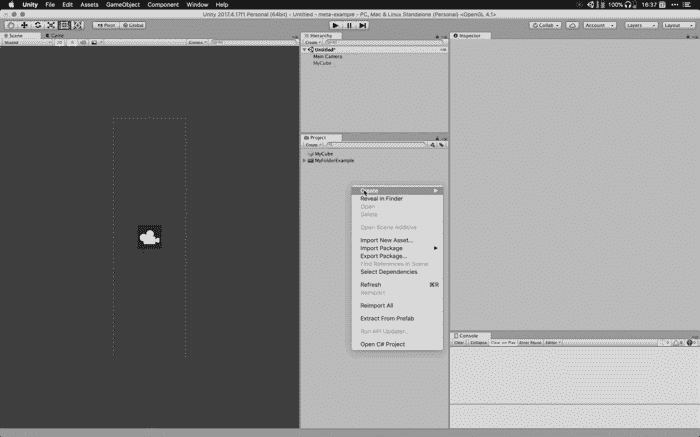 Unity File Edit Assets GameObject Component Window Help 100% 16:37
Unity 2017.4.17f1 Personal (64bit) - Untitled - meta-example - PC, Mac & Linux Standalone (Personal) <OpenGL 4.1>
Pivot Global Collab Account Layers Layout
Scene Game Hierarchy Inspector
Shaded 2D Gizmos Create All
Untitled*
Main Camera
MyCube
Project
Create
MyCube
MyFolderExample
Create
Reveal in Finder
Open
Delete
Open Scene Additive
Import New Asset...
Import Package
Export Package...
Find References In Scene
Select Dependencies
Refresh ⌘R
Reimport
Reimport All
Extract From Prefab
Run API Updater...
Open C# Project
Console
Clear Collapse Clear on Play Error Pause Editor